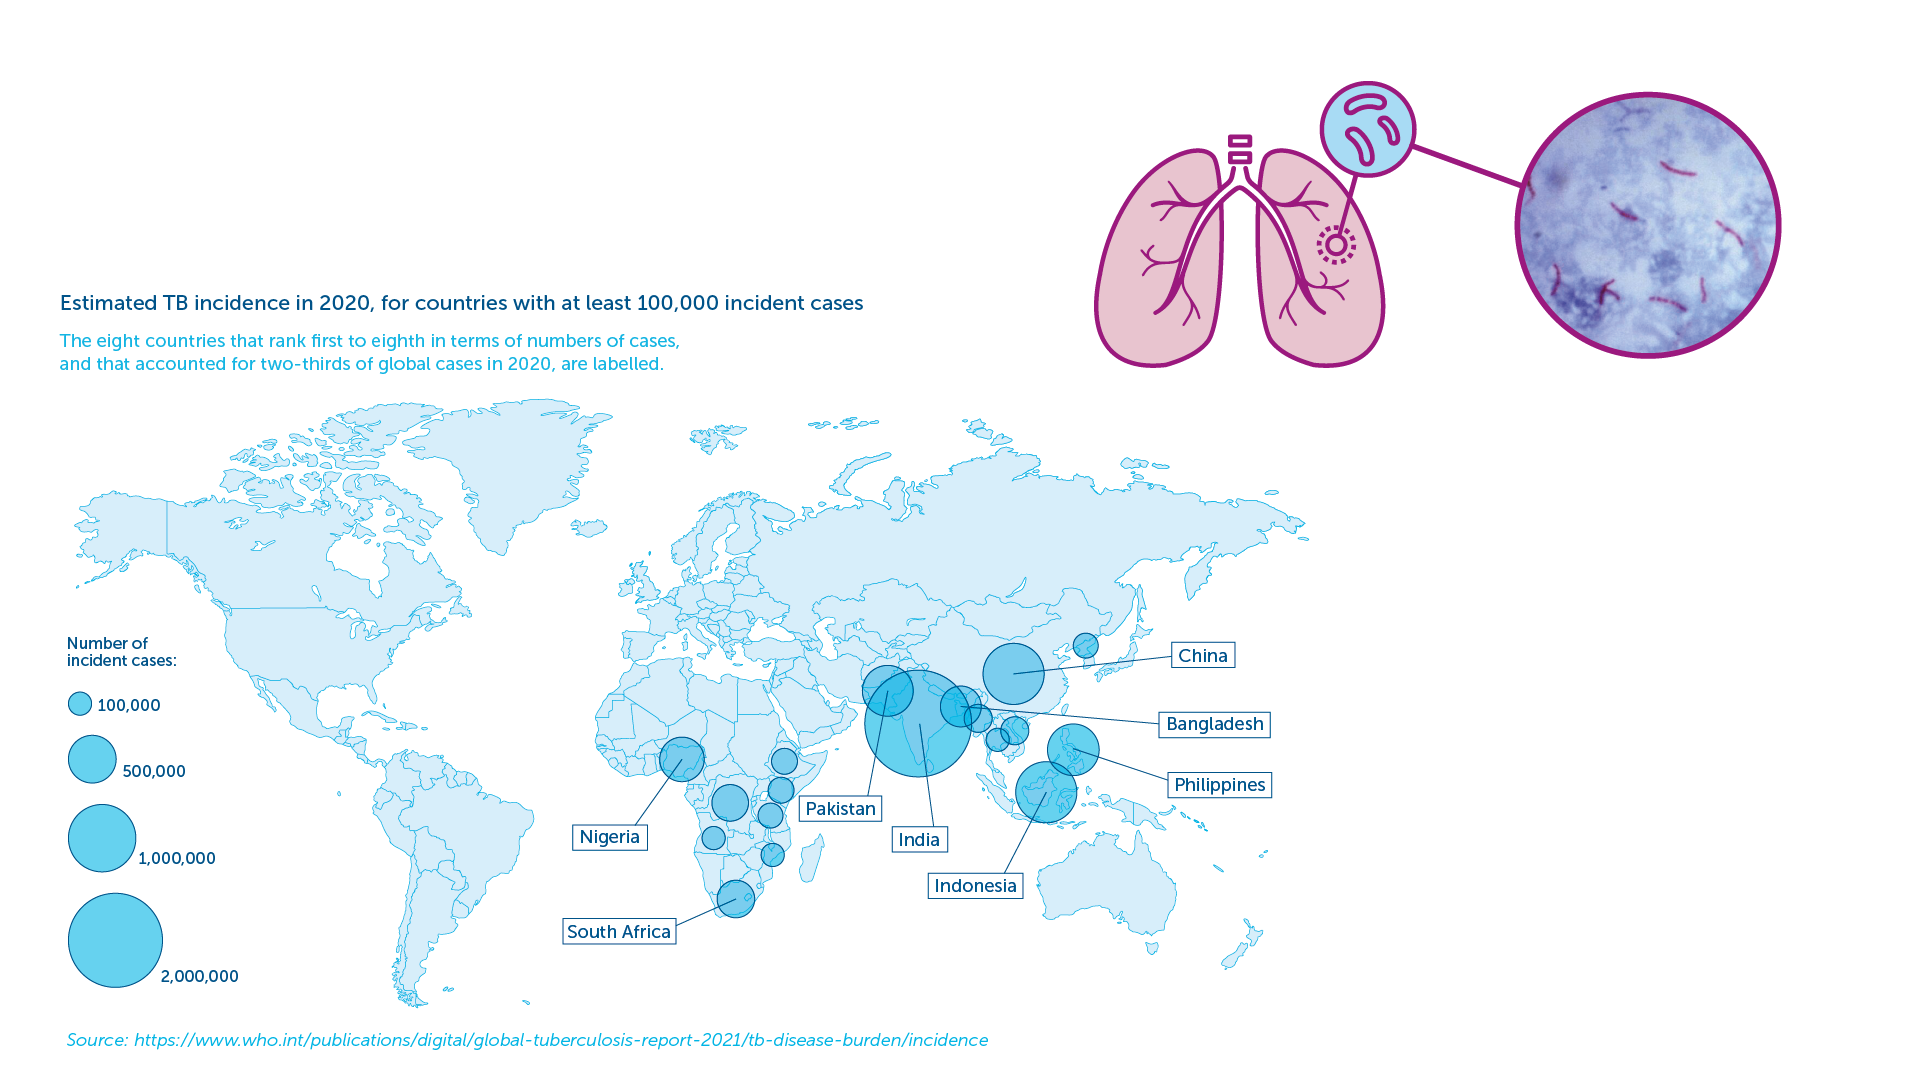 Estimated TB incidence in 2020, for countries with at least 100,000 incident cases
The eight countries that rank first to eighth in terms of numbers of cases,
and that accounted for two-thirds of global cases in 2020, are labelled.
Number of
incident cases:
100,000
500,000
1,000,000
2,000,000
China
Bangladesh
Philippines
Pakistan
Nigeria
India
Indonesia
South Africa
Source: https://www.who.int/publications/digital/global-tuberculosis-report-2021/tb-disease-burden/incidence